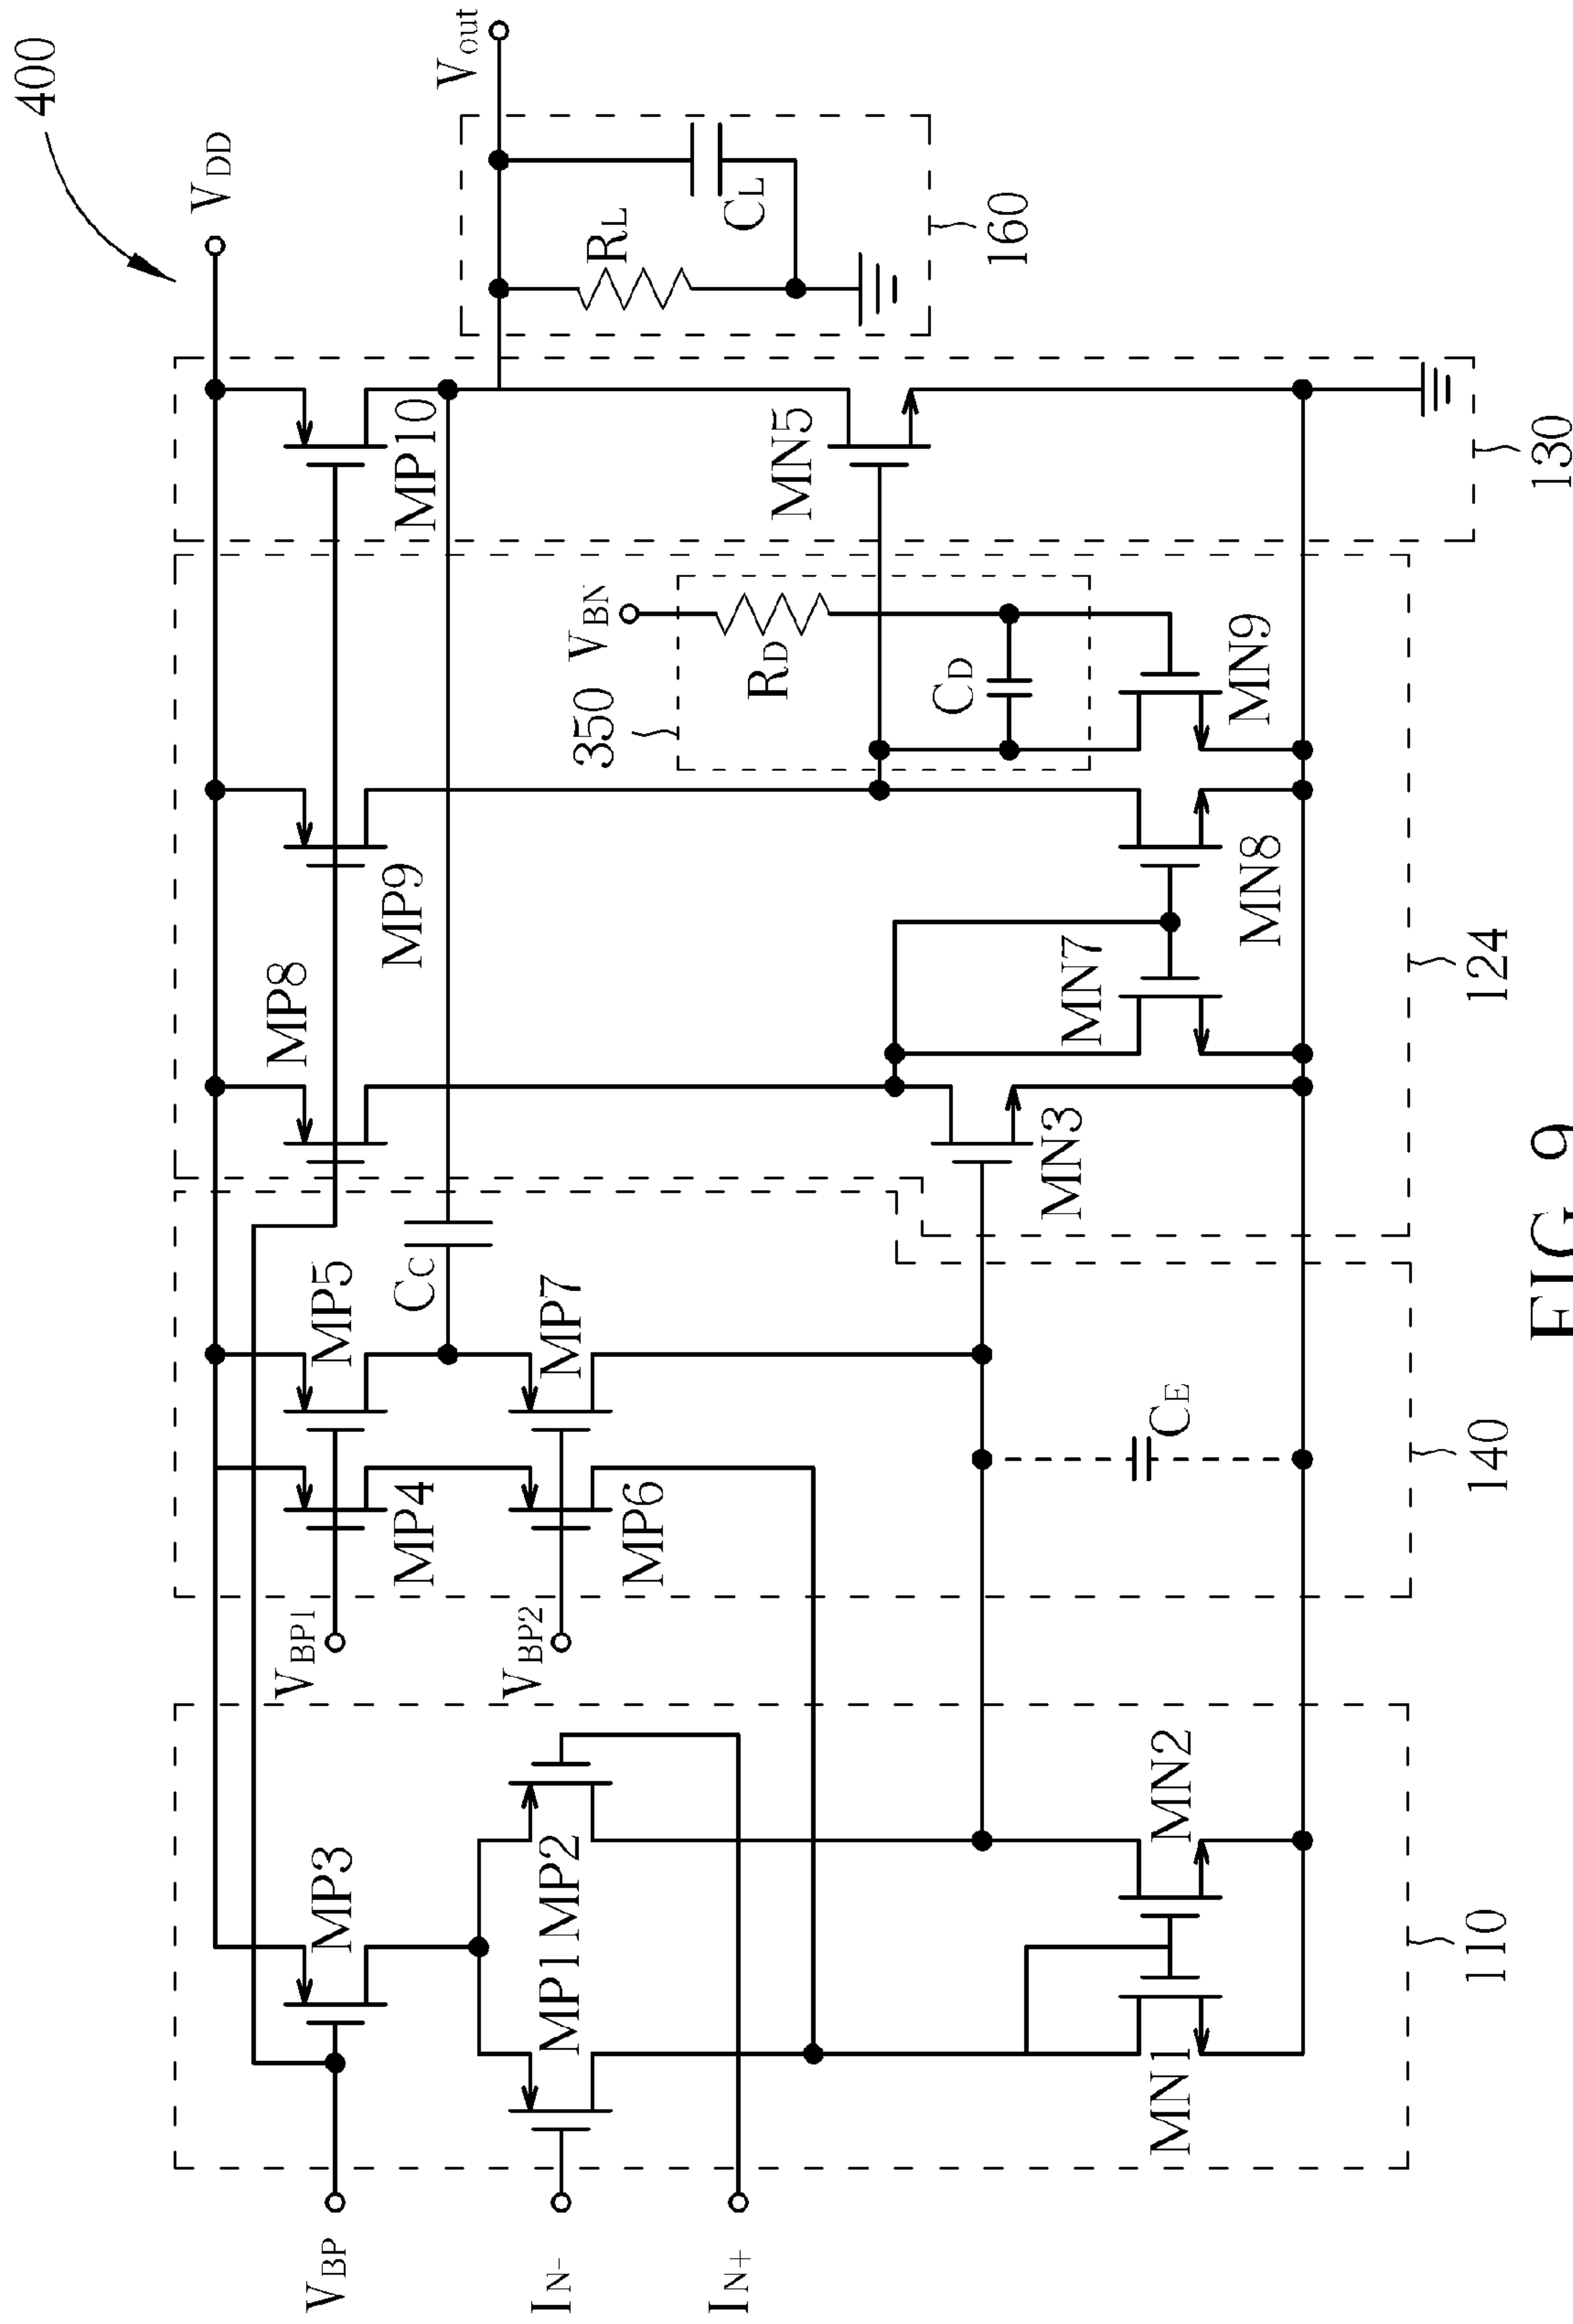 400
VDD
Vout
VBP
IN-
IN+
MP3
MP1
MP2
MN1
MN2
110
VBP1
VBP2
MP4
MP5
MP6
MP7
CC
CE
140
MP8
MP9
MN3
MN7
MN8
MN9
350
VBN
RD
CD
124
MP10
MN5
130
RL
CL
160
FIG. 9